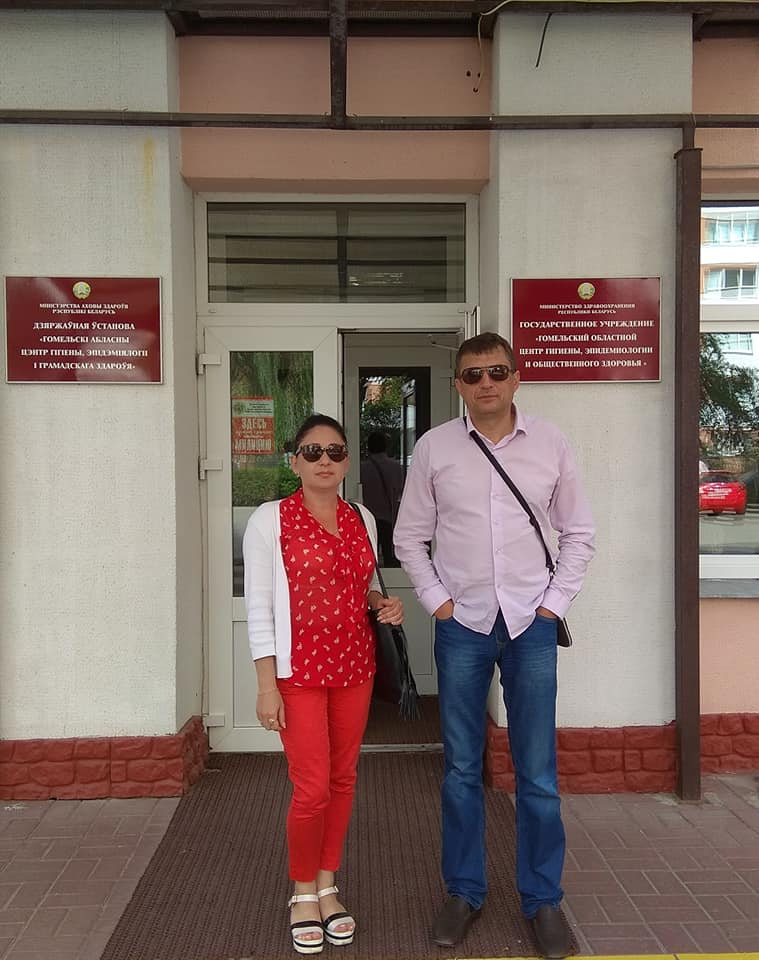 МІНІСТЭРСТВА АХОВЫ ЗДАРОЎЯ
РЭСПУБЛІКІ БЕЛАРУСЬ
ДЗЯРЖАЎНАЯ ЎСТАНОВА
«ГОМЕЛЬСКІ АБЛАСНЫ
ЦЭНТР ГІГІЕНЫ, ЭПІДЭМІЯЛОГІІ
І ГРАМАДСКАГА ЗДАРОЎЯ»
МИНИСТЕРСТВО ЗДРАВООХРАНЕНИЯ
РЕСПУБЛИКИ БЕЛАРУСЬ
ГОСУДАРСТВЕННОЕ УЧРЕЖДЕНИЕ
«ГОМЕЛЬСКИЙ ОБЛАСТНОЙ
ЦЕНТР ГИГИЕНЫ, ЭПИДЕМИОЛОГИИ
И ОБЩЕСТВЕННОГО ЗДОРОВЬЯ »
ЗДЕСЬ